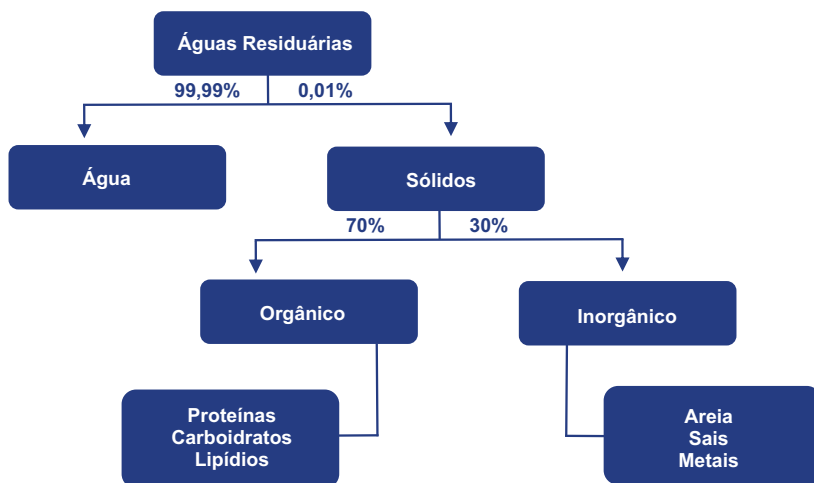 Águas Residuárias
99,99%
0,01%
Água
Sólidos
70%
30%
Orgânico
Inorgânico
Proteínas
Carboidratos
Lipídios
Areia
Sais
Metais